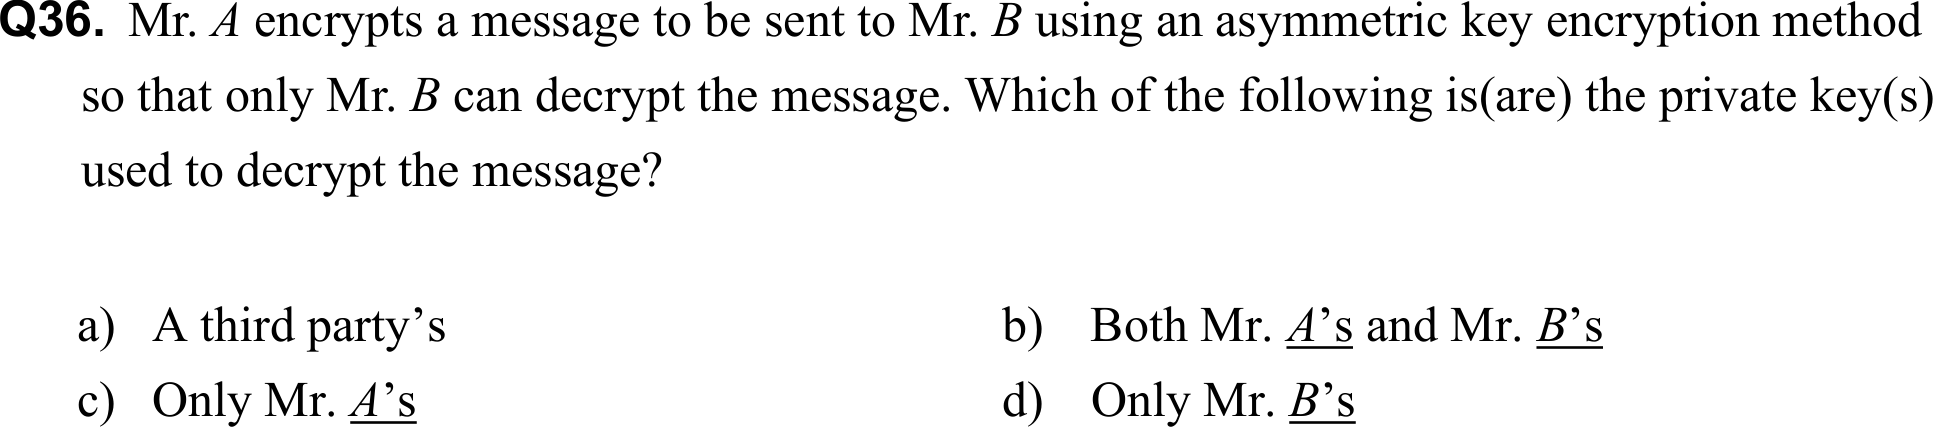 Q36. Mr. A encrypts a message to be sent to Mr. B using an asymmetric key encryption method
so that only Mr. B can decrypt the message. Which of the following is(are) the private key(s)
used to decrypt the message?
a) A third party’s b) Both Mr. A’s and Mr. B’s
c) Only Mr. A’s d) Only Mr. B’s